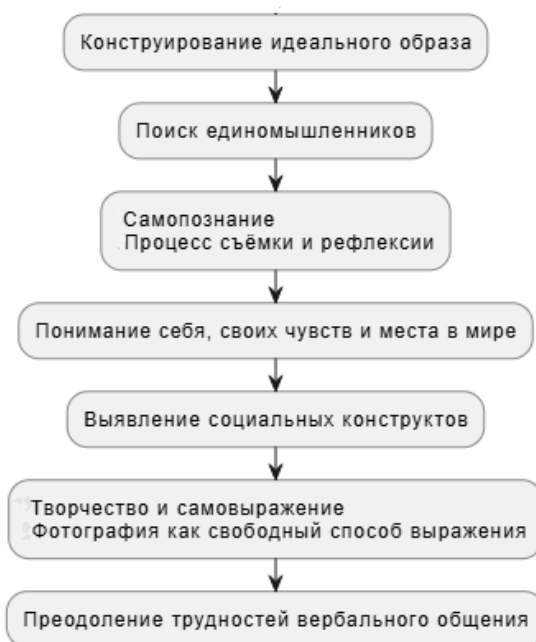 Конструирование идеального образа
Поиск единомышленников
Самопознание
Процесс съёмки и рефлексии
Понимание себя, своих чувств и места в мире
Выявление социальных конструктов
Творчество и самовыражение
Фотография как свободный способ выражения
Преодоление трудностей вербального общения